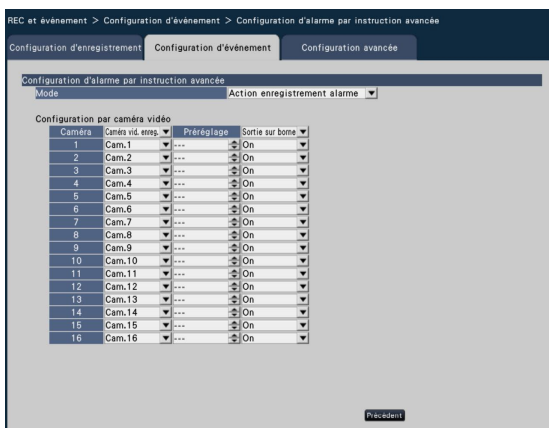 REC et événement > Configuration d'événement > Configuration d'alarme par instruction avancée
Configuration d'enregistrement Configuration d'événement Configuration avancée
Configuration d'alarme par instruction avancée
Mode Action enregistrement alarme
Configuration par caméra vidéo
Caméra Caméra vid. enreg. Préréglage Sortie sur borne
1 Cam.1 --- On
2 Cam.2 --- On
3 Cam.3 --- On
4 Cam.4 --- On
5 Cam.5 --- On
6 Cam.6 --- On
7 Cam.7 --- On
8 Cam.8 --- On
9 Cam.9 --- On
10 Cam.10 --- On
11 Cam.11 --- On
12 Cam.12 --- On
13 Cam.13 --- On
14 Cam.14 --- On
15 Cam.15 --- On
16 Cam.16 --- On
Précédent